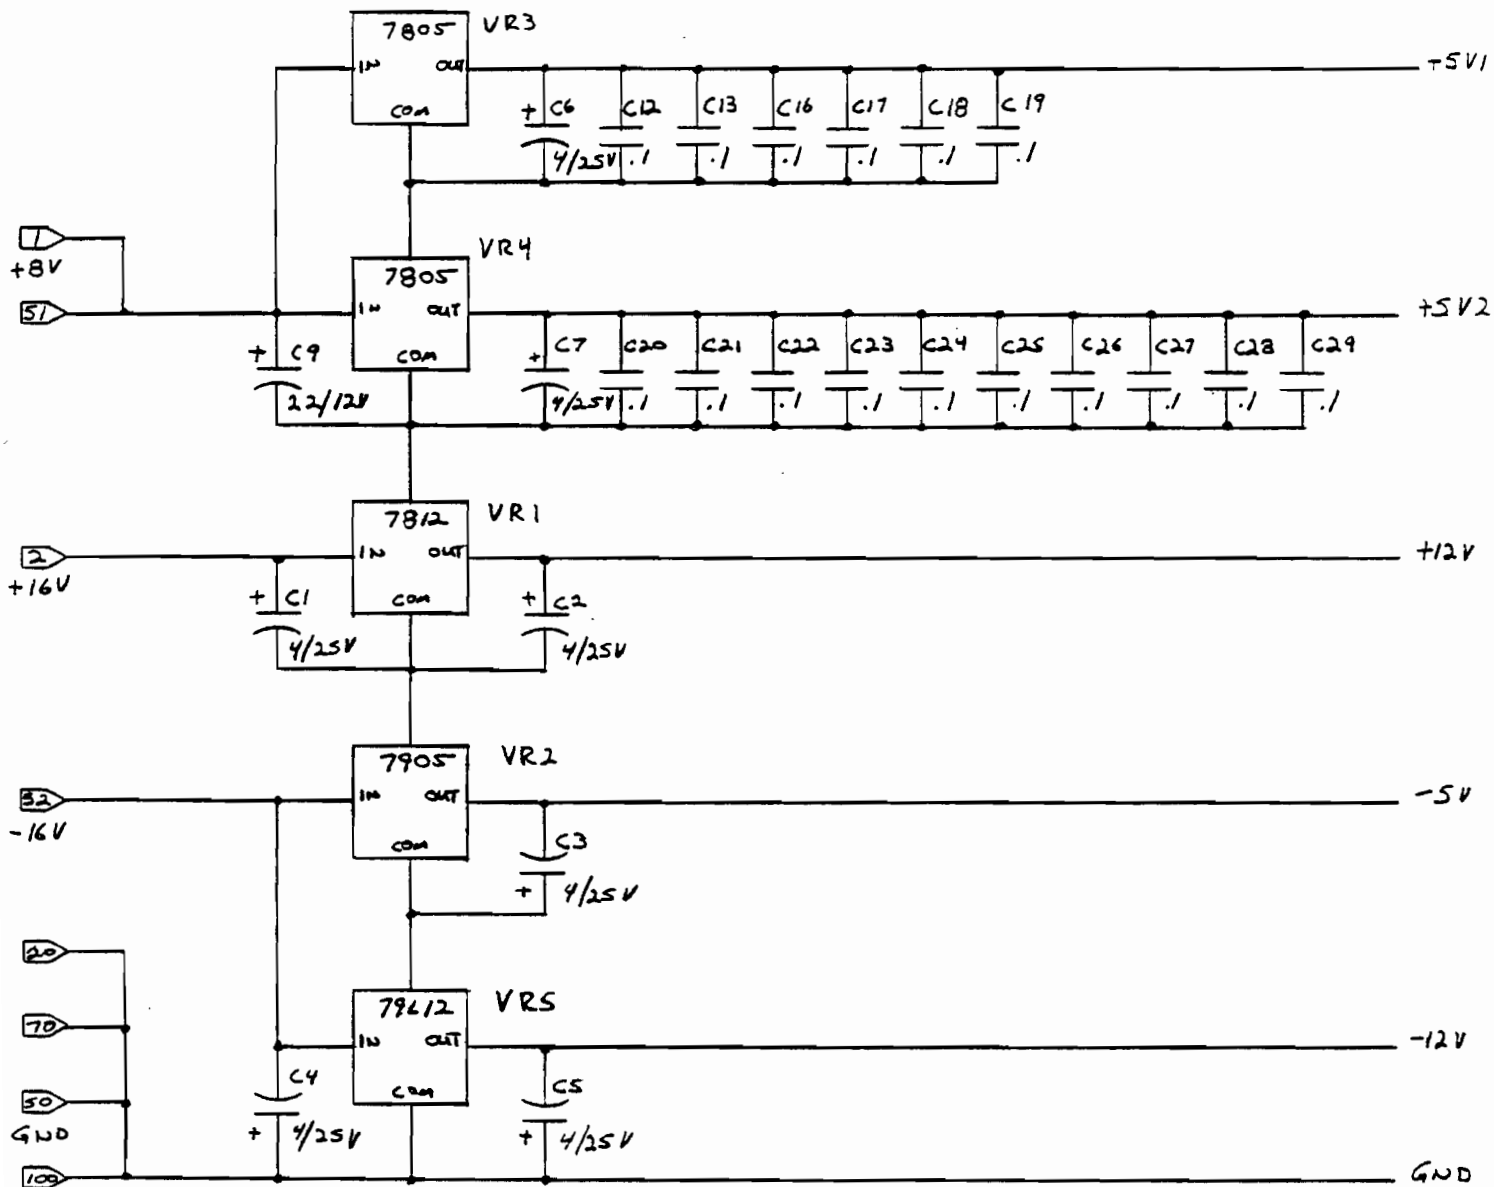 7805 VR3
IN OUT
COM
+5V1
+ C6 C12 C13 C16 C17 C18 C19
4/25V .1 .1 .1 .1 .1 .1
1
+8V
51
7805 VR4
IN OUT
COM
+5V2
+ C9
22/12V
+ C7 C20 C21 C22 C23 C24 C25 C26 C27 C28 C29
4/25V .1 .1 .1 .1 .1 .1 .1 .1 .1 .1
2
+16V
7812 VR1
IN OUT
COM
+12V
+ C1
4/25V
+ C2
4/25V
52
-16V
7905 VR2
IN OUT
COM
-5V
C3
+ 4/25V
20
70
50
GND
100
79L12 VR5
IN OUT
COM
-12V
C4
+ 4/25V
C5
+ 4/25V
GND